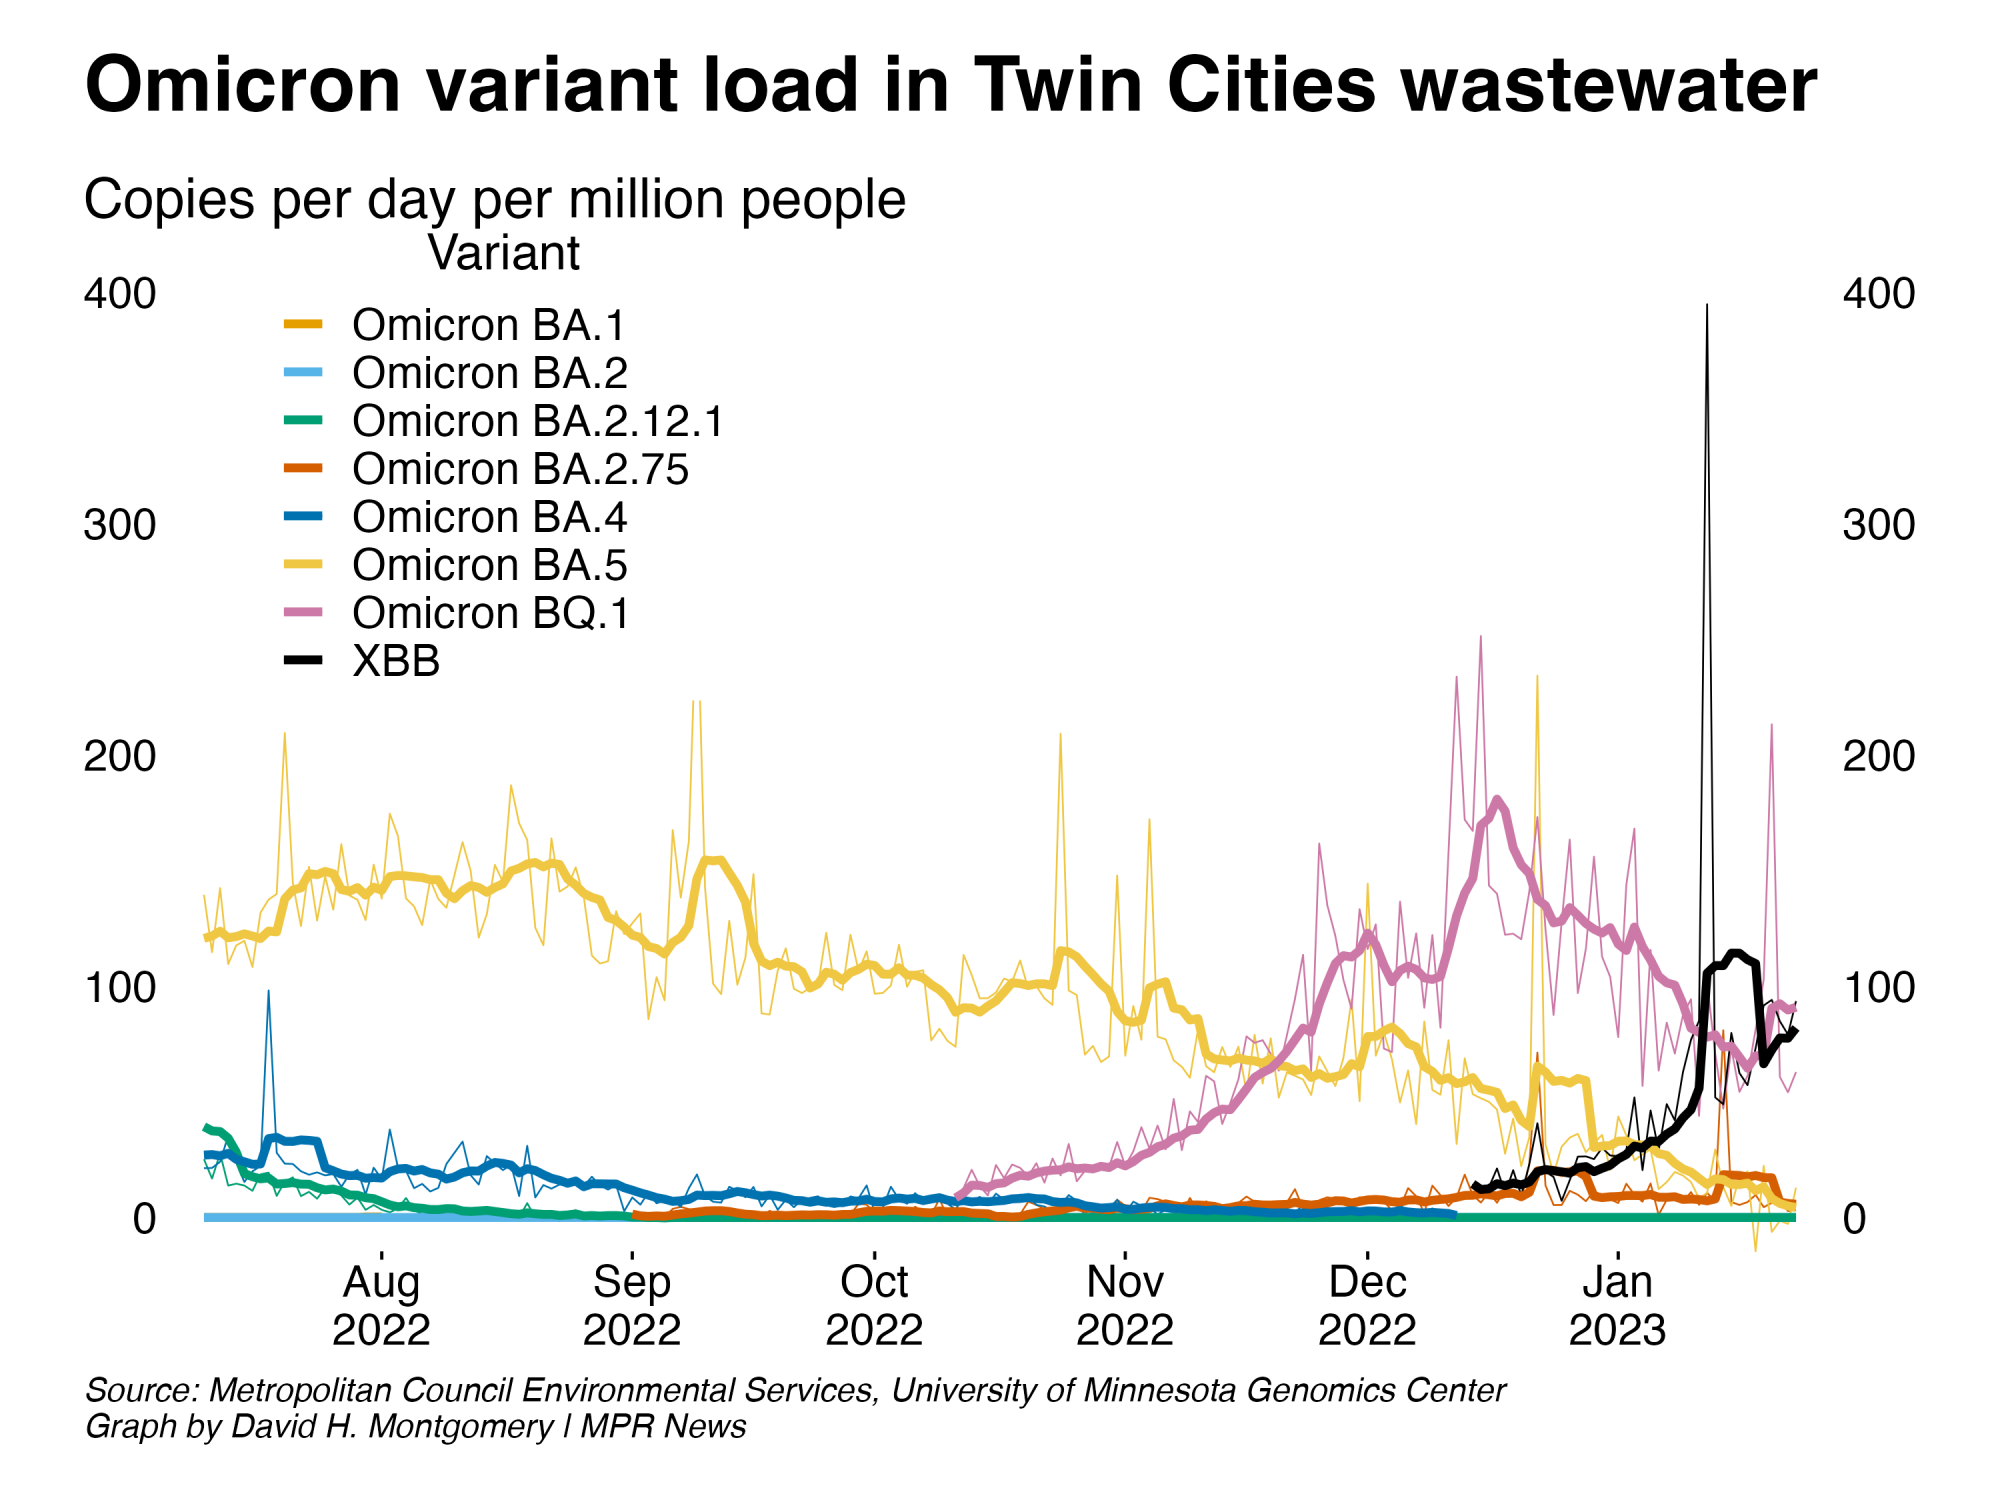 Omicron variant load in Twin Cities wastewater
Copies per day per million people
Variant
Omicron BA.1
Omicron BA.2
Omicron BA.2.12.1
Omicron BA.2.75
Omicron BA.4
Omicron BA.5
Omicron BQ.1
XBB
400
300
200
100
0
400
300
200
100
0
Aug
2022
Sep
2022
Oct
2022
Nov
2022
Dec
2022
Jan
2023
Source: Metropolitan Council Environmental Services, University of Minnesota Genomics Center
Graph by David H. Montgomery | MPR News